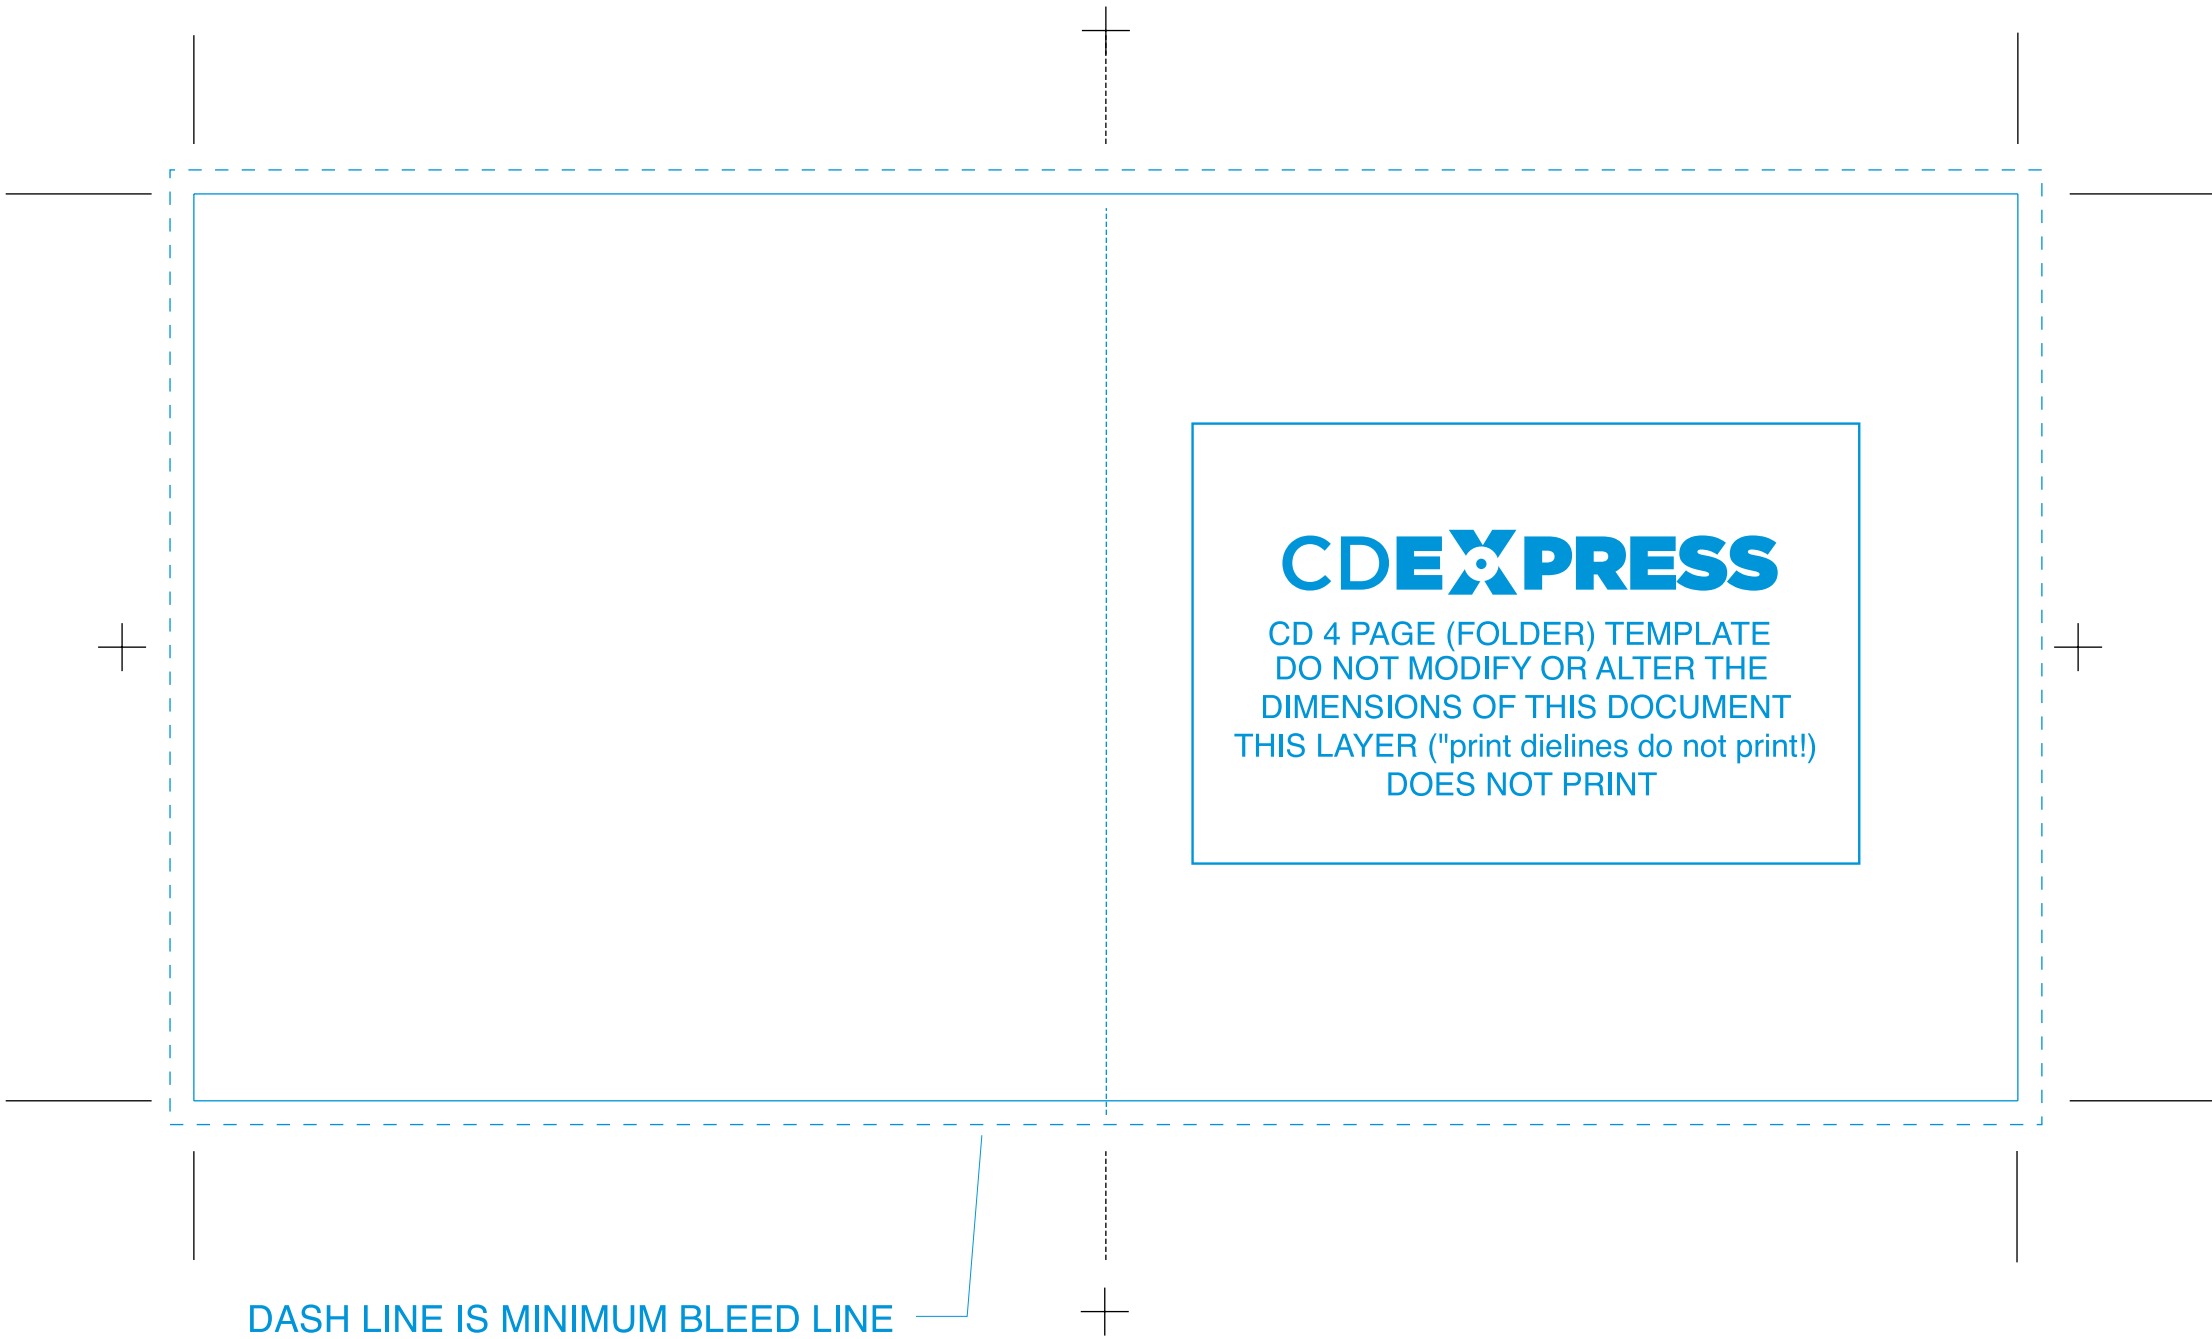 CDEXPRESS
CD 4 PAGE (FOLDER) TEMPLATE
DO NOT MODIFY OR ALTER THE
DIMENSIONS OF THIS DOCUMENT
THIS LAYER ("print dielines do not print!)
DOES NOT PRINT
DASH LINE IS MINIMUM BLEED LINE